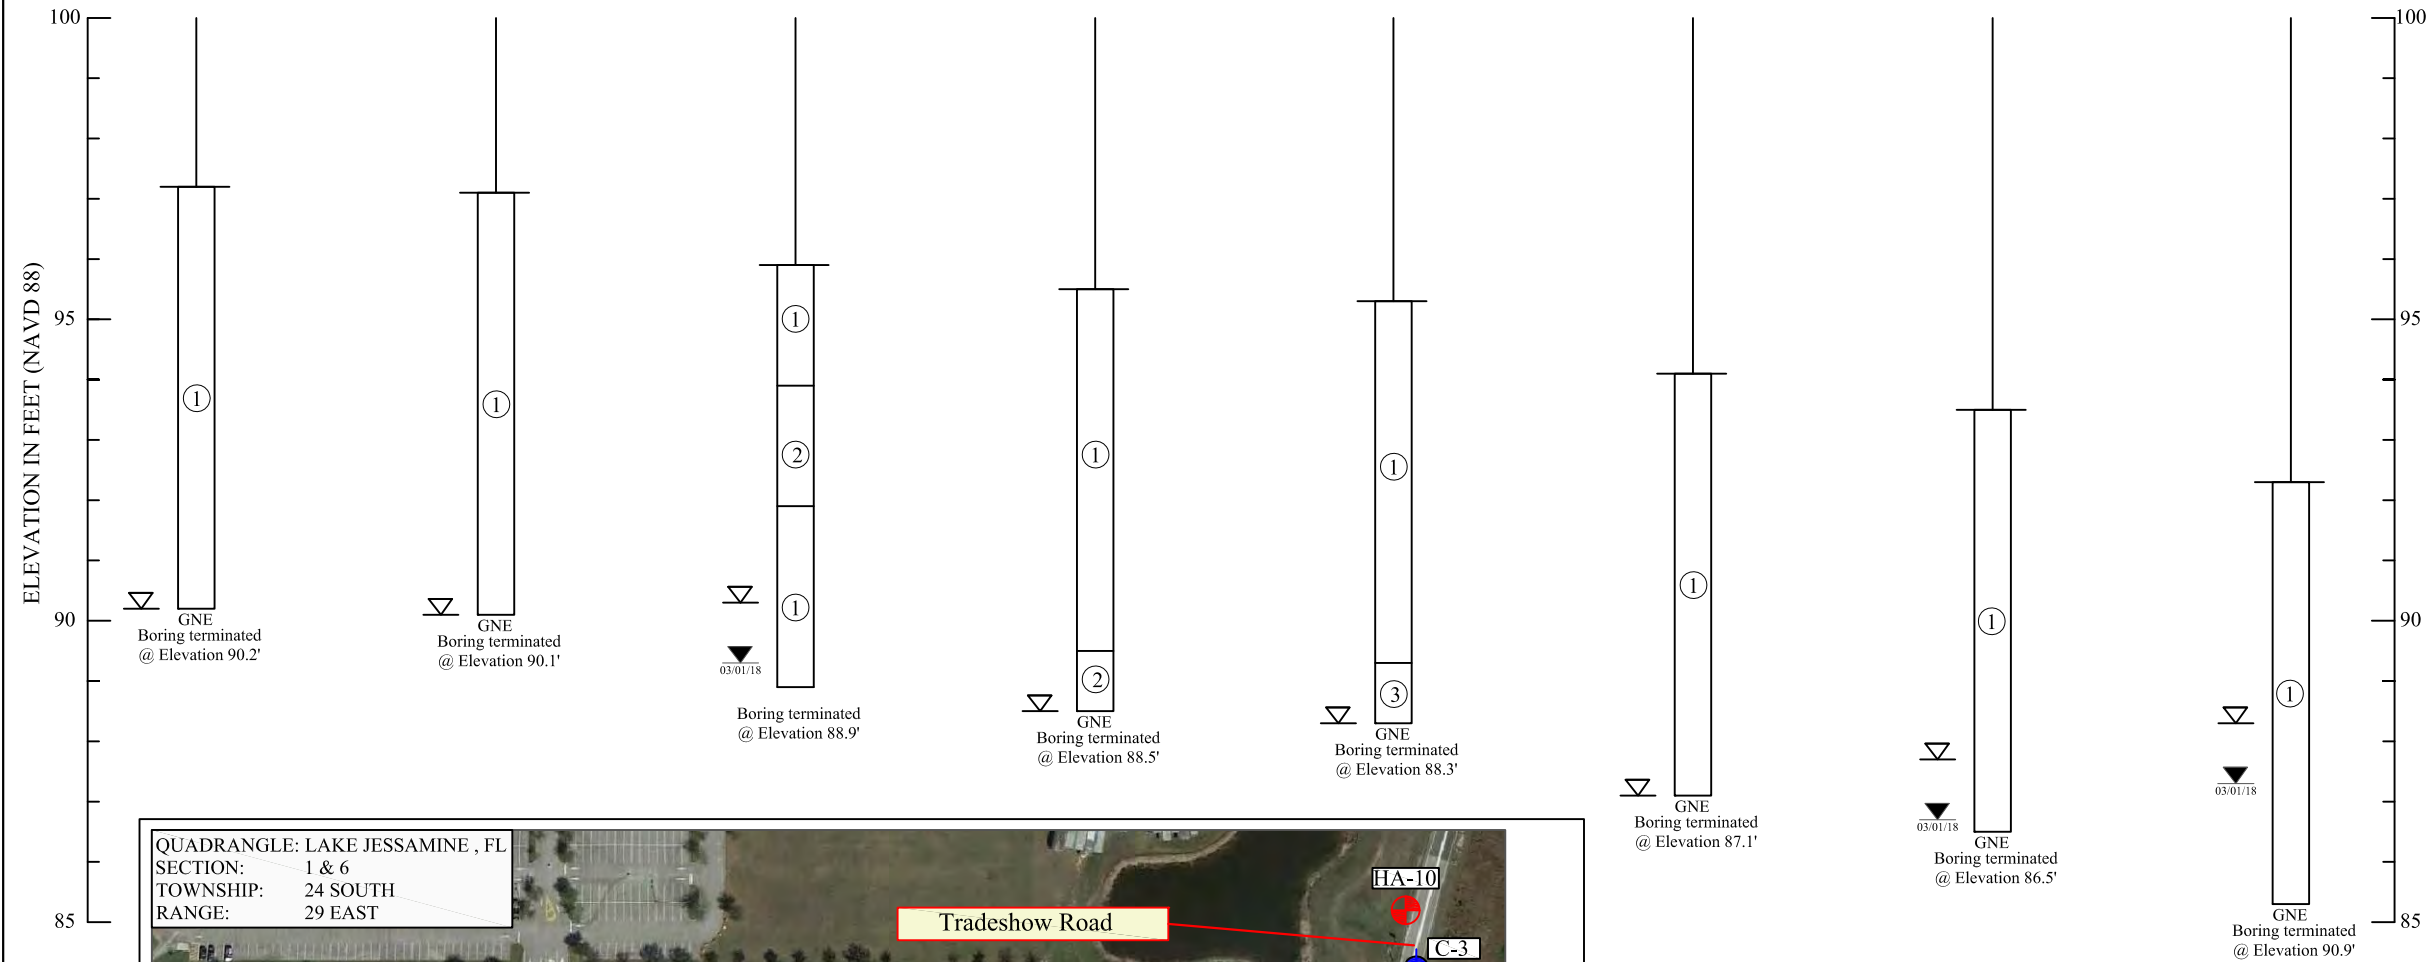 100
95
90
85
ELEVATION IN FEET (NAVD 88)
1
GNE
Boring terminated
@ Elevation 90.2'
1
GNE
Boring terminated
@ Elevation 90.1'
1
2
1
03/01/18
Boring terminated
@ Elevation 88.9'
1
2
GNE
Boring terminated
@ Elevation 88.5'
1
3
GNE
Boring terminated
@ Elevation 88.3'
1
GNE
Boring terminated
@ Elevation 87.1'
1
03/01/18
GNE
Boring terminated
@ Elevation 86.5'
1
03/01/18
GNE
Boring terminated
@ Elevation 90.9'
100
95
90
85
QUADRANGLE: LAKE JESSAMINE , FL
SECTION: 1 & 6
TOWNSHIP: 24 SOUTH
RANGE: 29 EAST
HA-10
Tradeshow Road
C-3